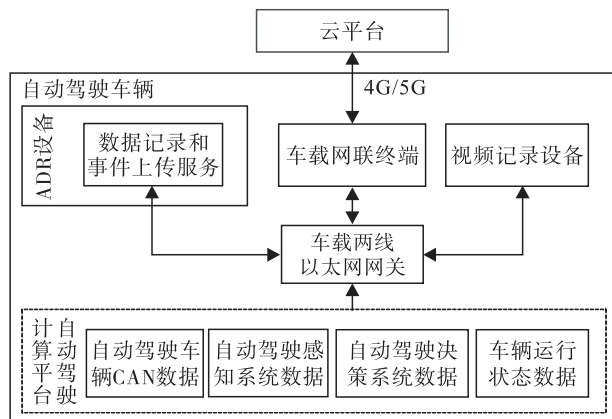 云平台
4G/5G
自动驾驶车辆
ADR设备
数据记录和
事件上传服务
车载网联终端
视频记录设备
车载两线
以太网网关
自动驾驶
计算平台
自动驾驶车
辆CAN数据
自动驾驶感
知系统数据
自动驾驶决
策系统数据
车辆运行
状态数据